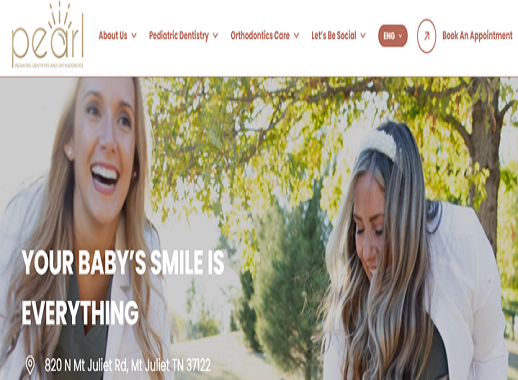 pearl
PEDIATRIC DENTISTRY AND ORTHODONTICS
About Us
Pediatric Dentistry
Orthodontics Care
Let's Be Social
ENG
Book An Appointment
YOUR BABY'S SMILE IS
EVERYTHING
820 N Mt Juliet Rd, Mt Juliet TN 37122